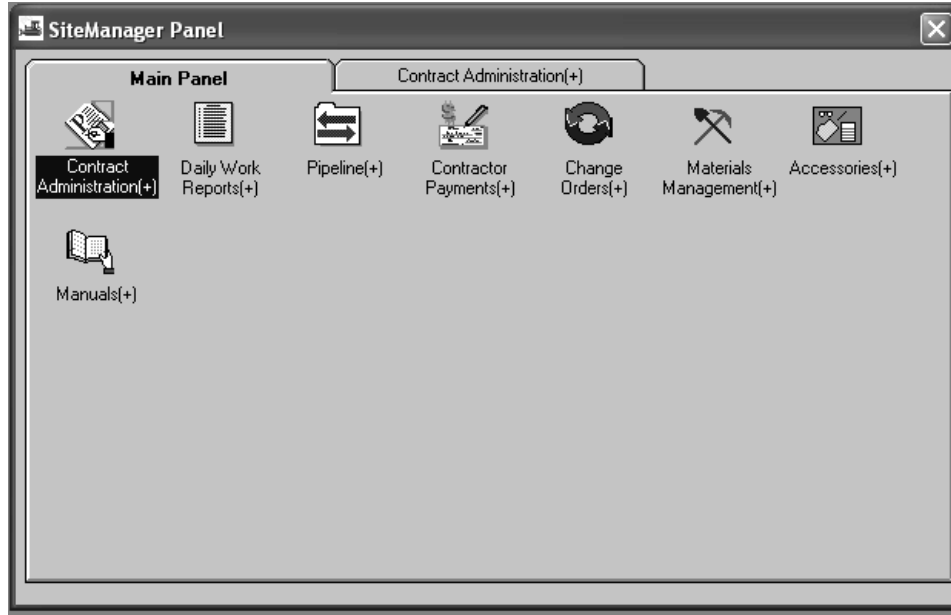 SiteManager Panel
Main Panel
Contract Administration(+)
Contract
Administration(+)
Daily Work
Reports(+)
Pipeline(+)
Contractor
Payments(+)
Change
Orders(+)
Materials
Management(+)
Accessories(+)
Manuals(+)